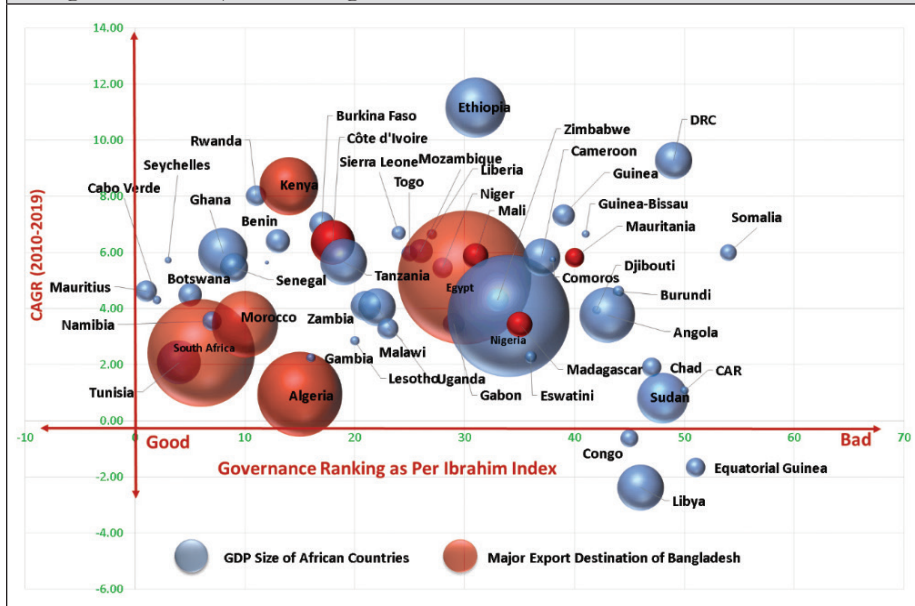 14.00
12.00
10.00
8.00
6.00
4.00
2.00
0.00
-2.00
-4.00
-6.00
-10
0
10
20
30
40
50
60
70
CAGR (2010-2019)
Good
Bad
Governance Ranking as Per Ibrahim Index
Ethiopia
Burkina Faso
Zimbabwe
DRC
Rwanda
Côte d'Ivoire
Cameroon
Seychelles
Sierra Leone
Mozambique
Liberia
Guinea
Cabo Verde
Kenya
Togo
Niger
Ghana
Mali
Guinea-Bissau
Benin
Mauritania
Somalia
Mauritius
Botswana
Senegal
Tanzania
Egypt
Comoros
Djibouti
Burundi
Namibia
Morocco
Zambia
Angola
South Africa
Nigeria
Malawi
Gambia
Madagascar
Tunisia
Lesotho
Uganda
Chad
CAR
Algeria
Gabon
Eswatini
Sudan
Congo
Equatorial Guinea
Libya
GDP Size of African Countries
Major Export Destination of Bangladesh